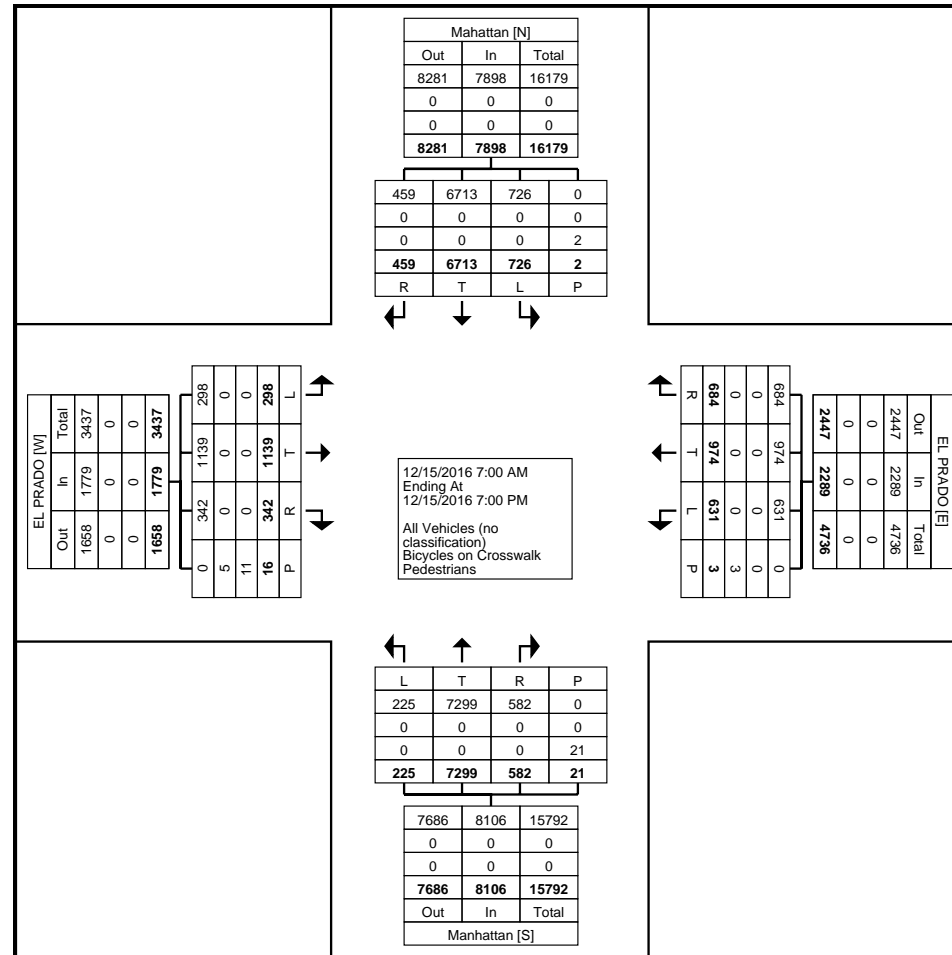 Mahattan [N]
Out In Total
8281 7898 16179
0 0 0
0 0 0
8281 7898 16179
459 6713 726 0
0 0 0 0
0 0 0 2
459 6713 726 2
R T L P
EL PRADO [W]
Out In Total
1658 1779 3437
0 0 0
0 0 0
1658 1779 3437
0 342 1139 298
5 0 0 0
11 0 0 0
16 342 1139 298
P R T L
12/15/2016 7:00 AM
Ending At
12/15/2016 7:00 PM
All Vehicles (no
classification)
Bicycles on Crosswalk
Pedestrians
EL PRADO [E]
Out In Total
2447 2289 4736
0 0 0
0 0 0
2447 2289 4736
684 974 631 0
0 0 0 0
0 0 0 3
684 974 631 3
R T L P
L T R P
225 7299 582 0
0 0 0 0
0 0 0 21
225 7299 582 21
7686 8106 15792
0 0 0
0 0 0
7686 8106 15792
Out In Total
Manhattan [S]